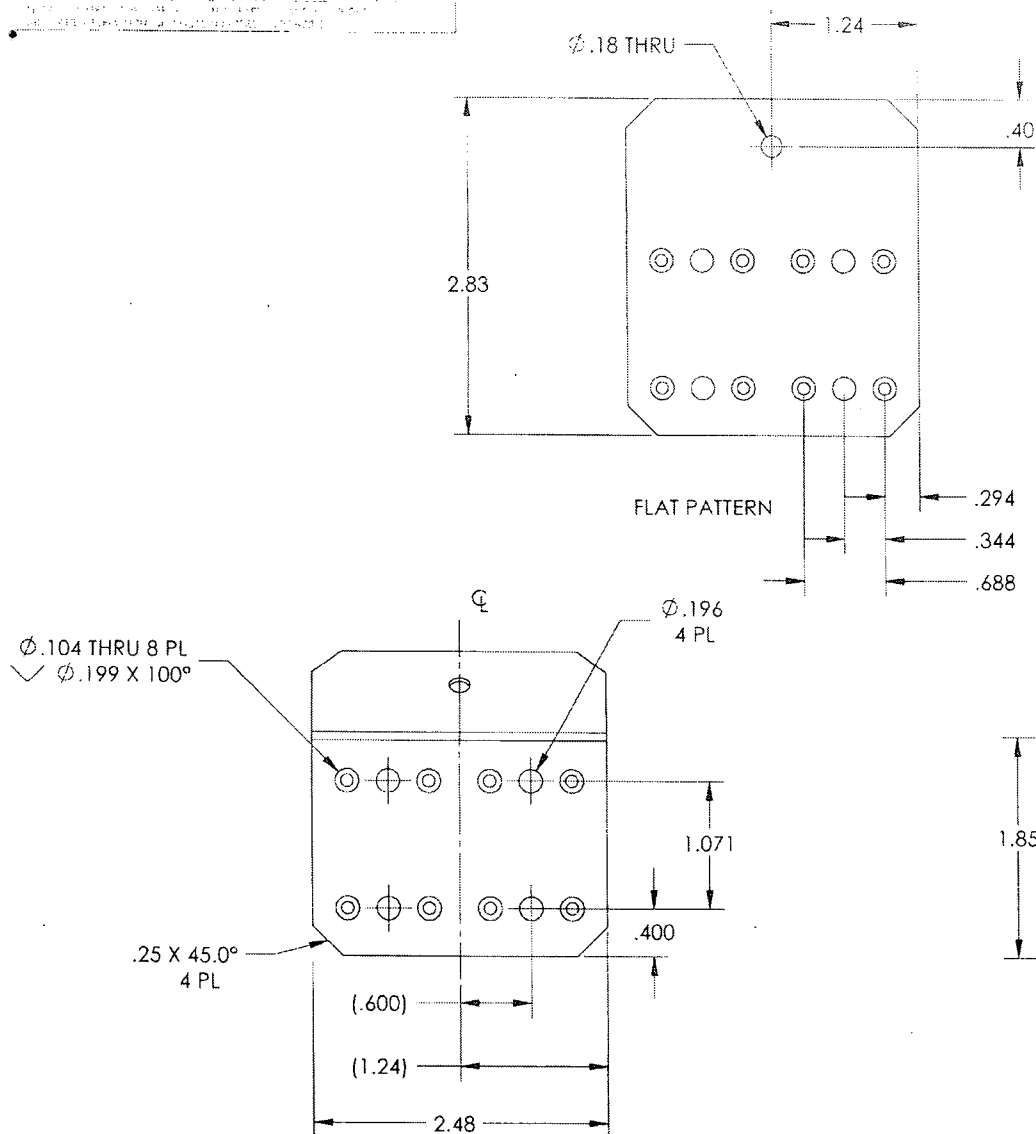 1.24
Ø.18 THRU
.40
2.83
.294
FLAT PATTERN
.344
.688
℄
Ø.196
4 PL
Ø.104 THRU 8 PL
⌵ Ø.199 X 100°
1.071
1.85
.400
.25 X 45.0°
4 PL
(.600)
(1.24)
2.48